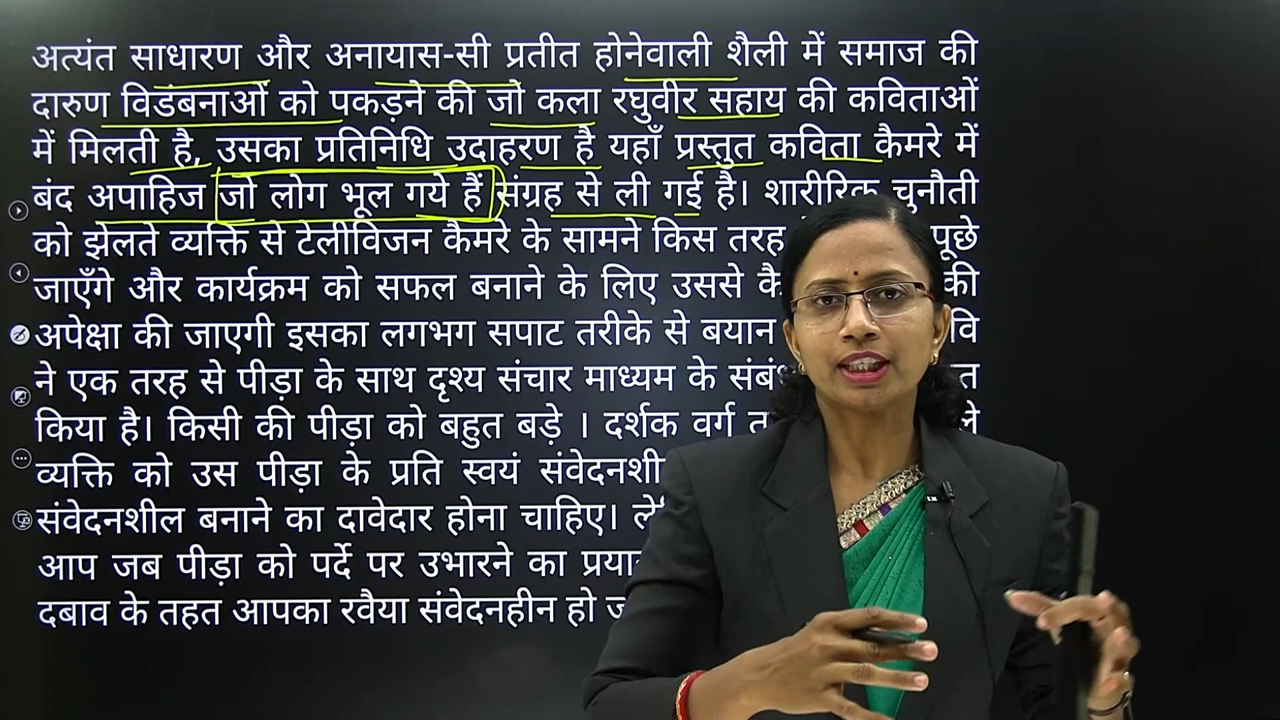 अत्यंत साधारण और अनायास-सी प्रतीत होनेवाली शैली में समाज की
दारुण विडंबनाओं को पकड़ने की जो कला रघुवीर सहाय की कविताओं
में मिलती है, उसका प्रतिनिधि उदाहरण है यहाँ प्रस्तुत कविता कैमरे में
बंद अपाहिज जो लोग भूल गये हैं संग्रह से ली गई है। शारीरिक चुनौती
को झेलते व्यक्ति से टेलीविजन कैमरे के सामने किस तरह पूछे
जाएँगे और कार्यक्रम को सफल बनाने के लिए उससे की
अपेक्षा की जाएगी इसका लगभग सपाट तरीके से बयान
ने एक तरह से पीड़ा के साथ दृश्य संचार माध्यम के
किया है। किसी की पीड़ा को बहुत बड़े । दर्शक वर्ग
व्यक्ति को उस पीड़ा के प्रति स्वयं
संवेदनशील बनाने का दावेदार होना चाहिए।
आप जब पीड़ा को पर्दे पर उभारने का
दबाव के तहत आपका रवैया संवेदनहीन हो